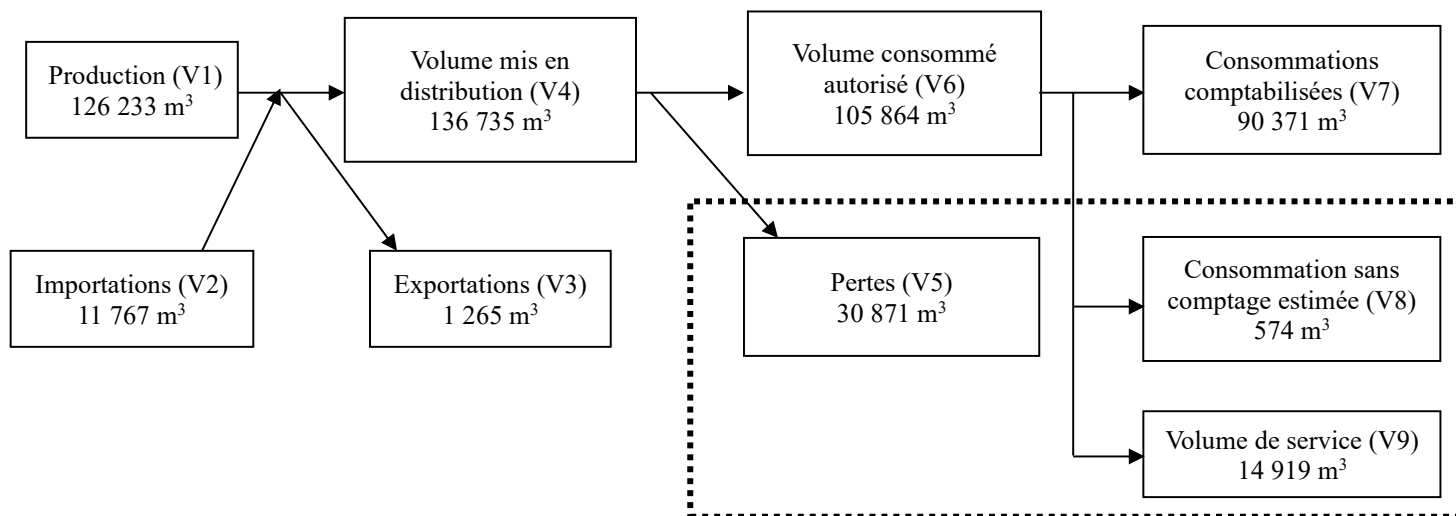 Production (V1)
126 233 m³
Volume mis en
distribution (V4)
136 735 m³
Volume consommé
autorisé (V6)
105 864 m³
Consommations
comptabilisées (V7)
90 371 m³
Importations (V2)
11 767 m³
Exportations (V3)
1 265 m³
Pertes (V5)
30 871 m³
Consommation sans
comptage estimée (V8)
574 m³
Volume de service (V9)
14 919 m³